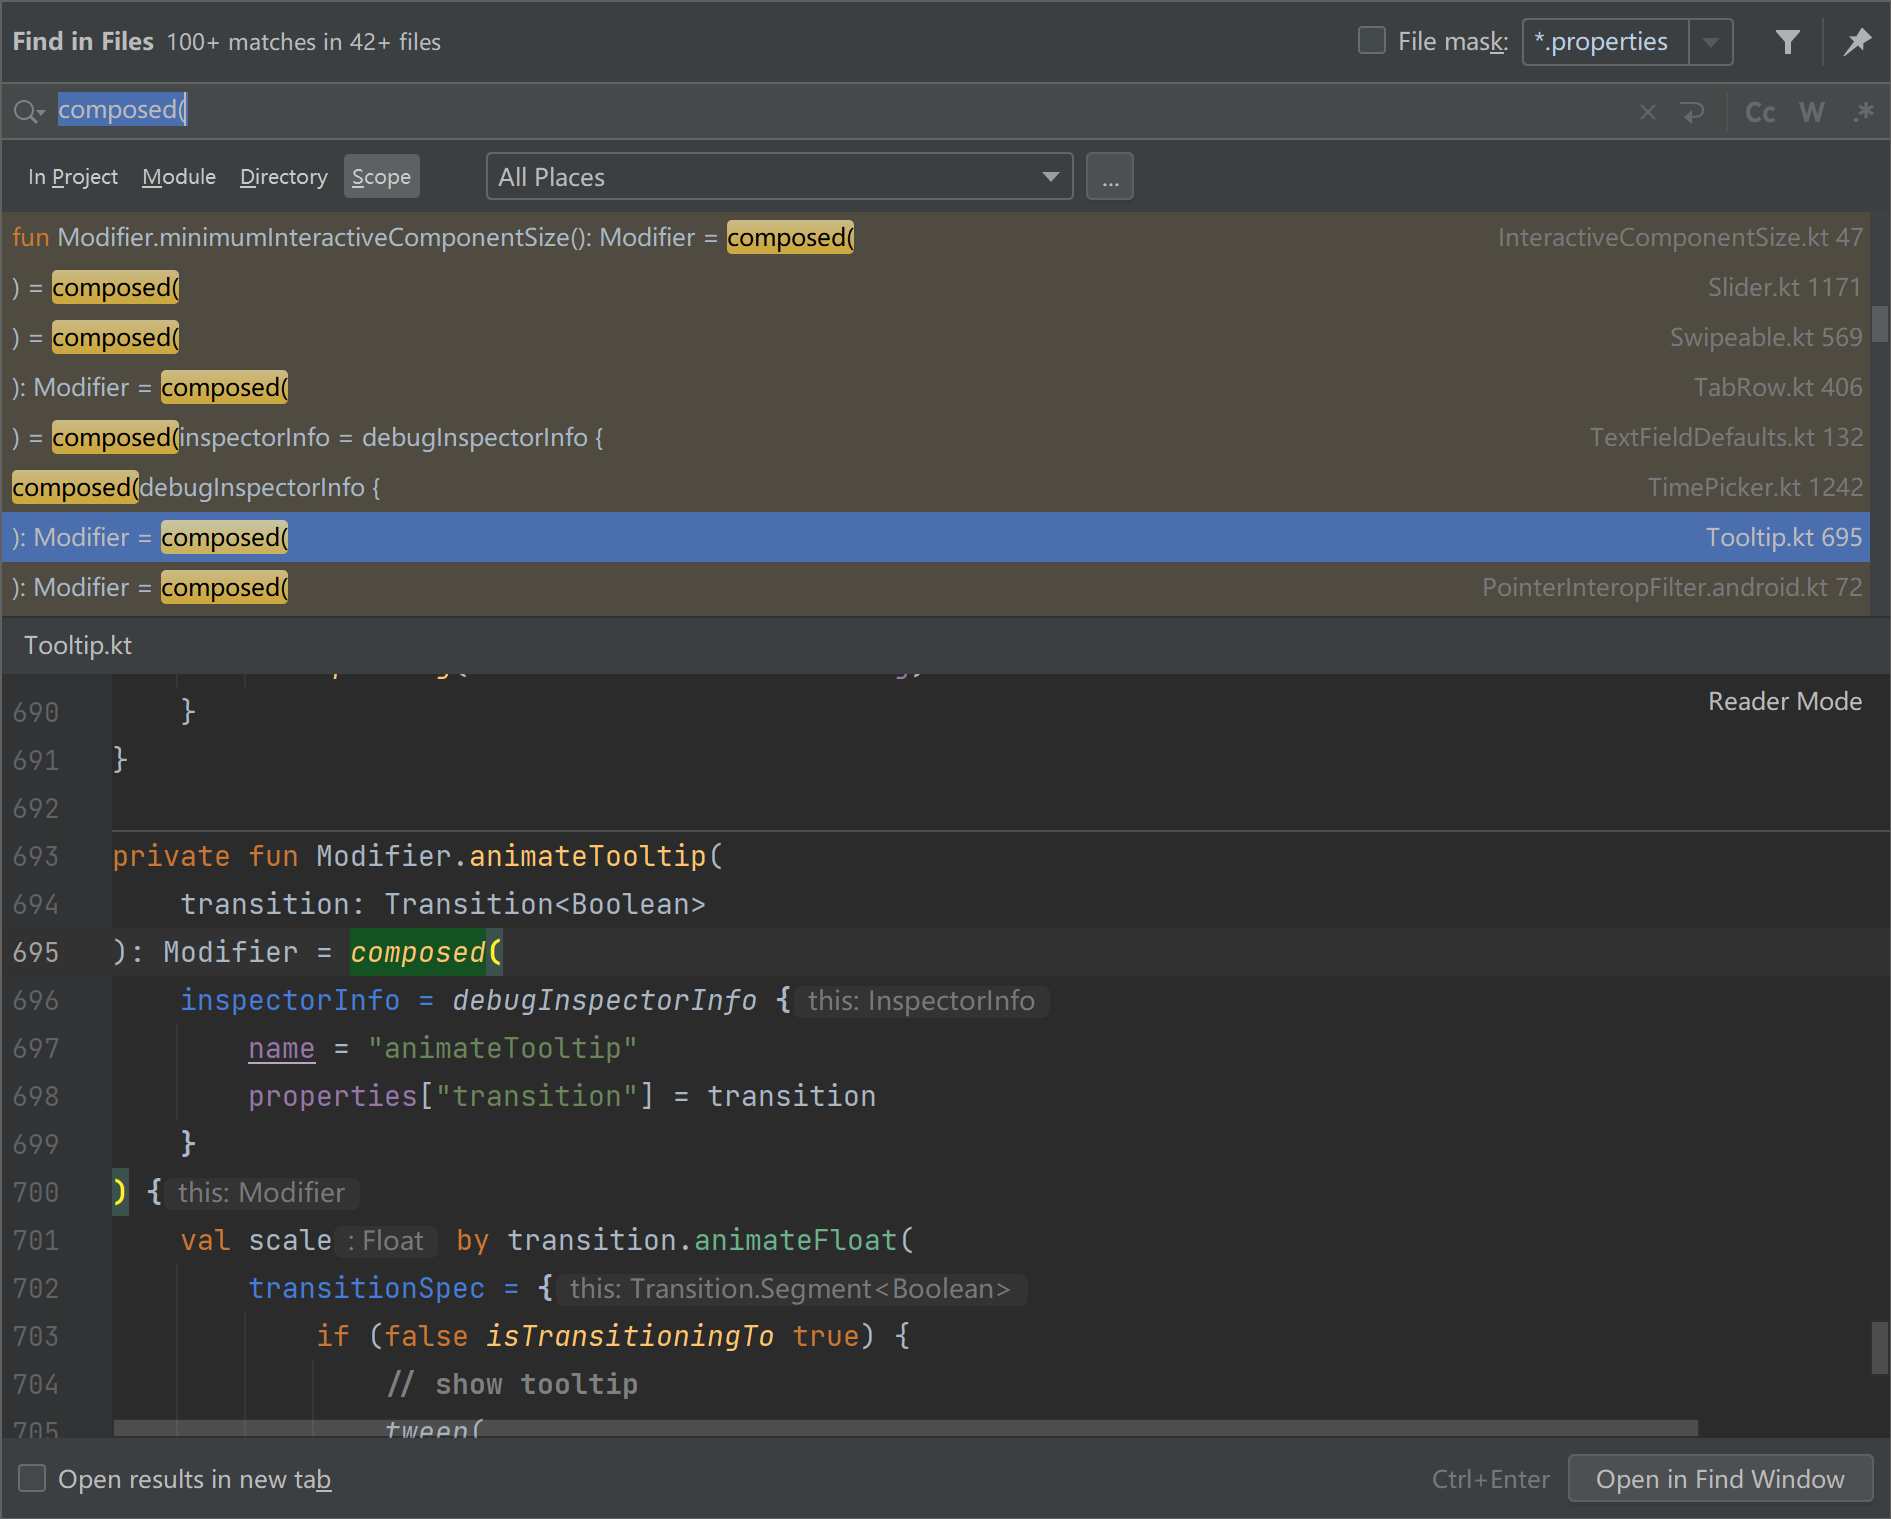 Find in Files 100+ matches in 42+ files File mask: *.properties
composed( Cc W .*
In Project Module Directory Scope All Places ...
fun Modifier.minimumInteractiveComponentSize(): Modifier = composed( InteractiveComponentSize.kt 47
) = composed( Slider.kt 1171
) = composed( Swipeable.kt 569
): Modifier = composed( TabRow.kt 406
) = composed(inspectorInfo = debugInspectorInfo { TextFieldDefaults.kt 132
composed(debugInspectorInfo { TimePicker.kt 1242
): Modifier = composed( Tooltip.kt 695
): Modifier = composed( PointerInteropFilter.android.kt 72
Tooltip.kt
690 } Reader Mode
691 }
692
693 private fun Modifier.animateTooltip(
694 transition: Transition<Boolean>
695 ): Modifier = composed(
696 inspectorInfo = debugInspectorInfo { this: InspectorInfo
697 name = "animateTooltip"
698 properties["transition"] = transition
699 }
700 ) { this: Modifier
701 val scale : Float by transition.animateFloat(
702 transitionSpec = { this: Transition.Segment<Boolean>
703 if (false isTransitioningTo true) {
704 // show tooltip
705 tween(
Open results in new tab Ctrl+Enter Open in Find Window